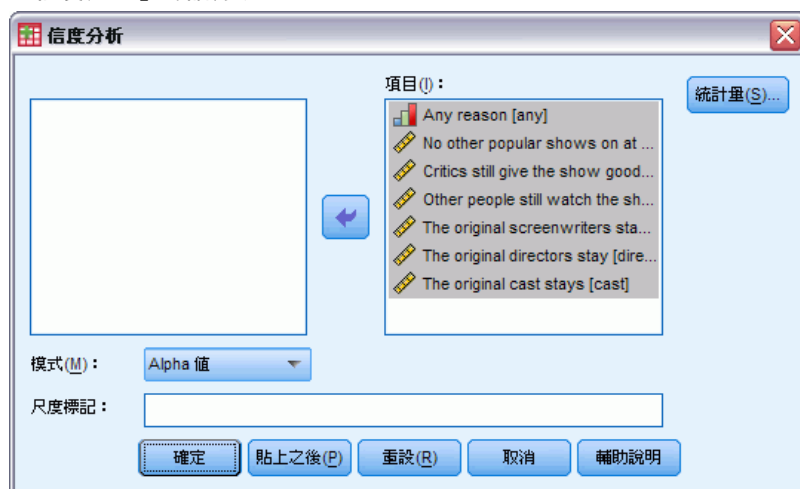 信度分析
項目(I)：
統計量(S)...
Any reason [any]
No other popular shows on at ...
Critics still give the show good...
Other people still watch the sh...
The original screenwriters sta...
The original directors stay [dire...
The original cast stays [cast]
模式(M)：
Alpha 值
尺度標記：
確定
貼上之後(P)
重設(R)
取消
輔助說明